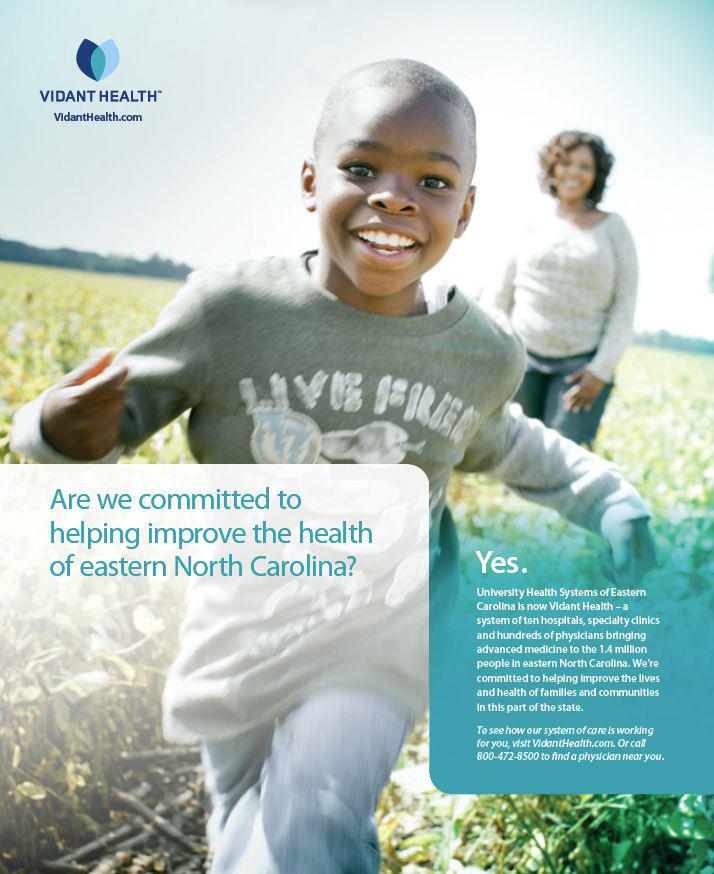 VIDANT HEALTH™
VidantHealth.com
LIVE FREE
Are we committed to
helping improve the health
of eastern North Carolina?
Yes.
University Health Systems of Eastern
Carolina is now Vidant Health – a
system of ten hospitals, specialty clinics
and hundreds of physicians bringing
advanced medicine to the 1.4 million
people in eastern North Carolina. We're
committed to helping improve the lives
and health of families and communities
in this part of the state.
To see how our system of care is working
for you, visit VidantHealth.com. Or call
800-472-8500 to find a physician near you.